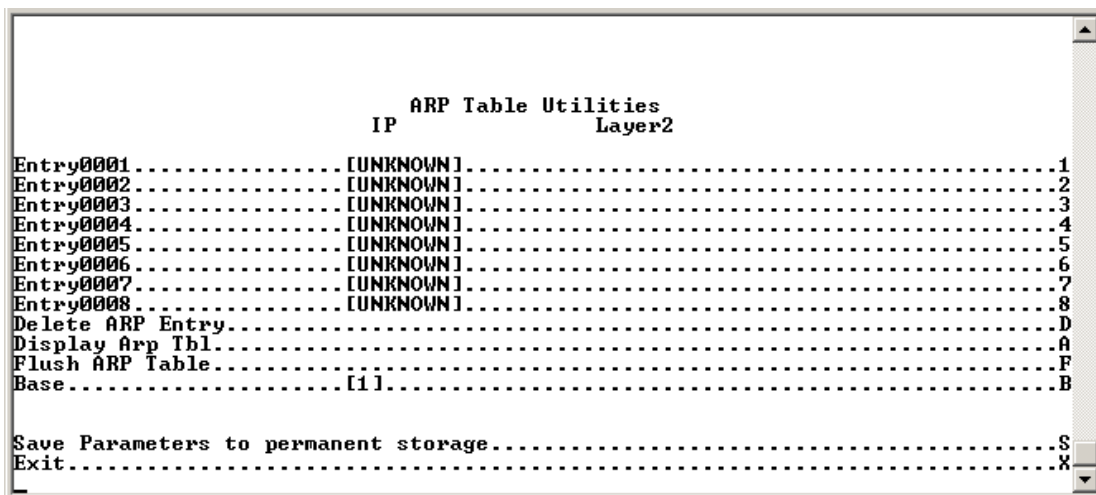 ARP Table Utilities
IP Layer2
Entry0001................[UNKNOWN].............................................1
Entry0002................[UNKNOWN].............................................2
Entry0003................[UNKNOWN].............................................3
Entry0004................[UNKNOWN].............................................4
Entry0005................[UNKNOWN].............................................5
Entry0006................[UNKNOWN].............................................6
Entry0007................[UNKNOWN].............................................7
Entry0008................[UNKNOWN].............................................8
Delete ARP Entry...............................................................D
Display Arp Tbl................................................................A
Flush ARP Table................................................................F
Base.....................[1]...................................................B
Save Parameters to permanent storage...........................................S
Exit...........................................................................X